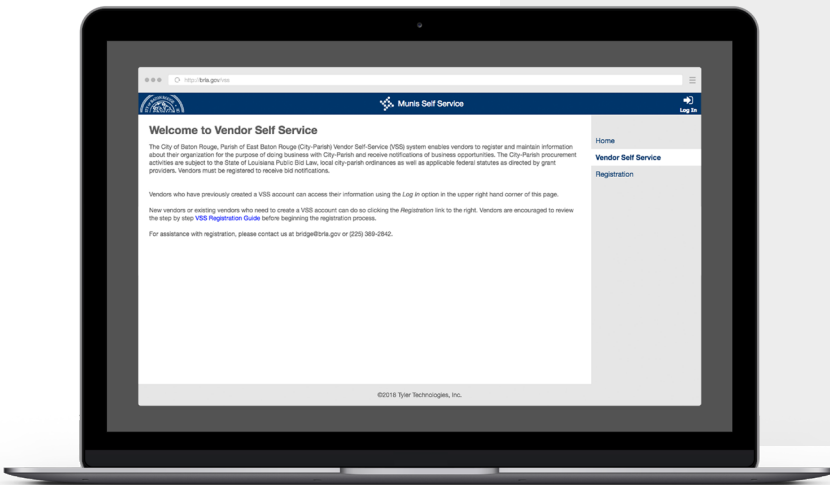 http://brla.gov/vss
Munis Self Service
Log In
Welcome to Vendor Self Service
The City of Baton Rouge, Parish of East Baton Rouge (City-Parish) Vendor Self-Service (VSS) system enables vendors to register and maintain information
about their organization for the purpose of doing business with City-Parish and receive notifications of business opportunities. The City-Parish procurement
activities are subject to the State of Louisiana Public Bid Law, local city-parish ordinances as well as applicable federal statutes as directed by grant
providers. Vendors must be registered to receive bid notifications.
Vendors who have previously created a VSS account can access their information using the Log In option in the upper right hand corner of this page.
New vendors or existing vendors who need to create a VSS account can do so clicking the Registration link to the right. Vendors are encouraged to review
the step by step VSS Registration Guide before beginning the registration process.
For assistance with registration, please contact us at bridge@brla.gov or (225) 389-2842.
Home
Vendor Self Service
Registration
©2018 Tyler Technologies, Inc.